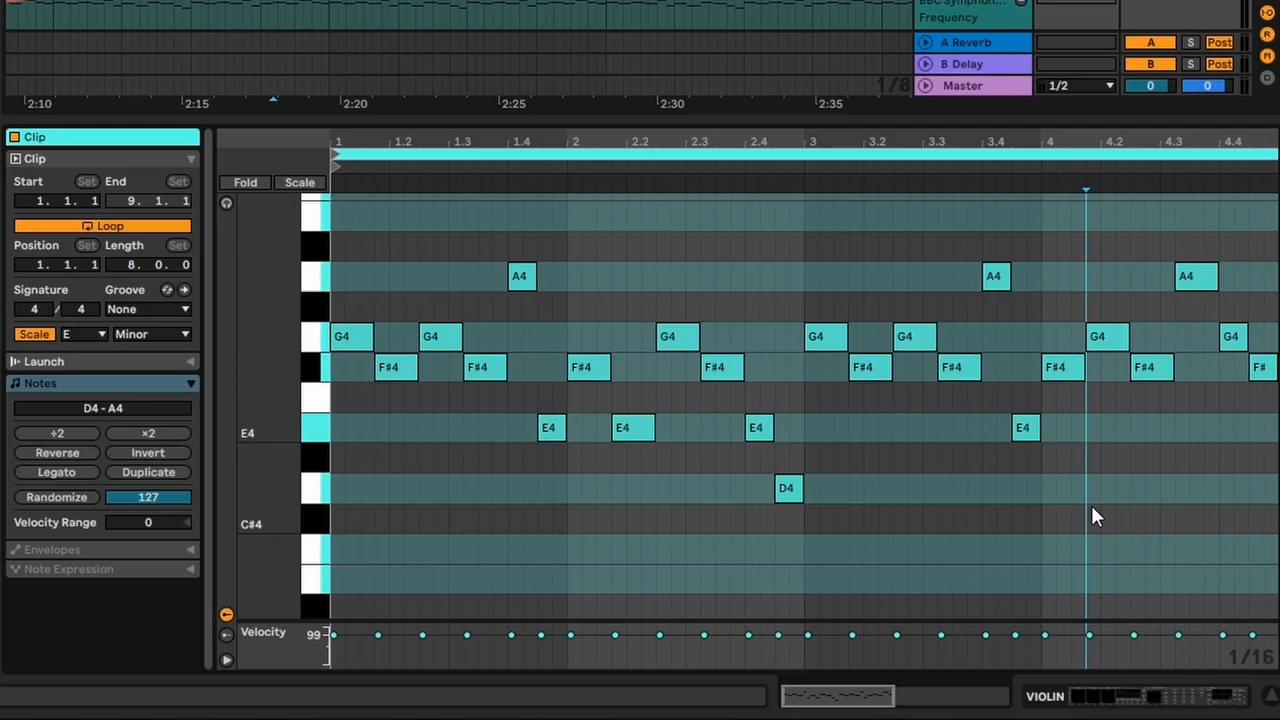 BBC Symphon...
Frequency
A Reverb A S Post
B Delay B S Post
Master 1/2 0 0
1/8
2:10 2:15 2:20 2:25 2:30 2:35
I·O
R
M
D
Clip
Clip
Start Set End Set
1. 1. 1 9. 1. 1
Loop
Position Set Length Set
1. 1. 1 8. 0. 0
Signature Groove
4 / 4 None
Scale E Minor
Launch
Notes
D4 - A4
÷2 ×2
Reverse Invert
Legato Duplicate
Randomize 127
Velocity Range 0
Envelopes
Note Expression
1 1.2 1.3 1.4 2 2.2 2.3 3 3.2 3.3 3.4 4 4.2 4.3 4.4
Fold Scale
A4 A4 A4
G4 G4 G4 G4 G4 G4 G4
F#4 F#4 F#4 F#4 F#4 F#4 F#4 F#4 F#
E4 E4 E4 E4 E4
D4
C#4
Velocity 99
1/16
VIOLIN